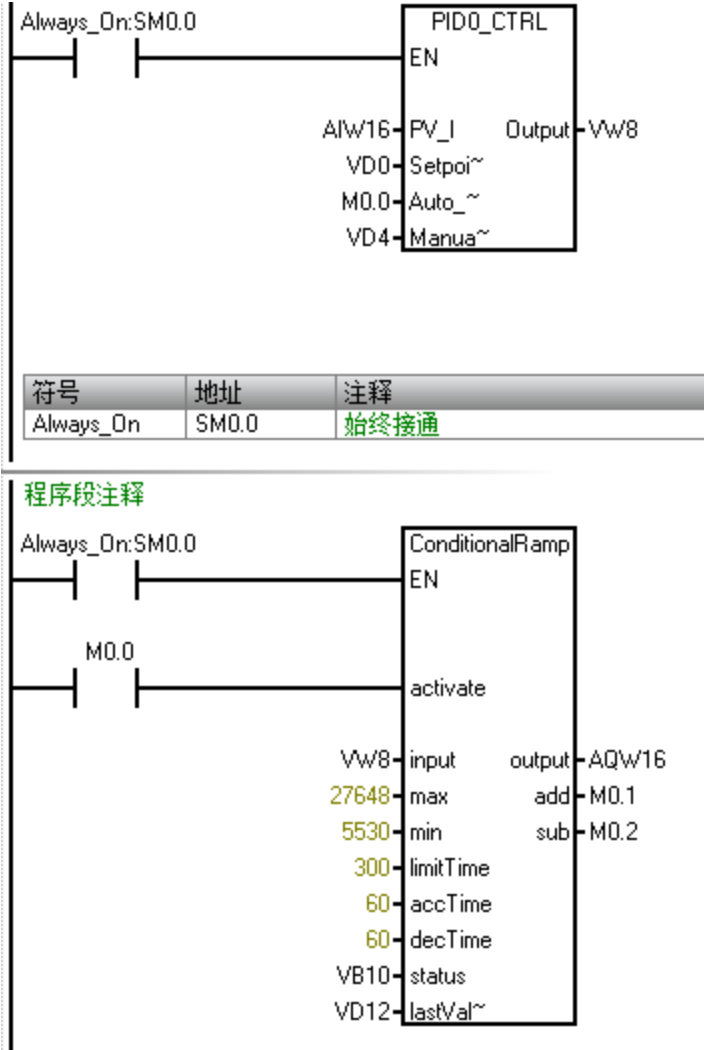 Always_On:SM0.0
PID0_CTRL
EN
AIW16 PV_I Output VW8
VD0 Setpoi~
M0.0 Auto_~
VD4 Manua~
符号 地址 注释
Always_On SM0.0 始终接通
程序段注释
Always_On:SM0.0
ConditionalRamp
EN
M0.0
activate
VW8 input output AQW16
27648 max add M0.1
5530 min sub M0.2
300 limitTime
60 accTime
60 decTime
VB10 status
VD12 lastVal~